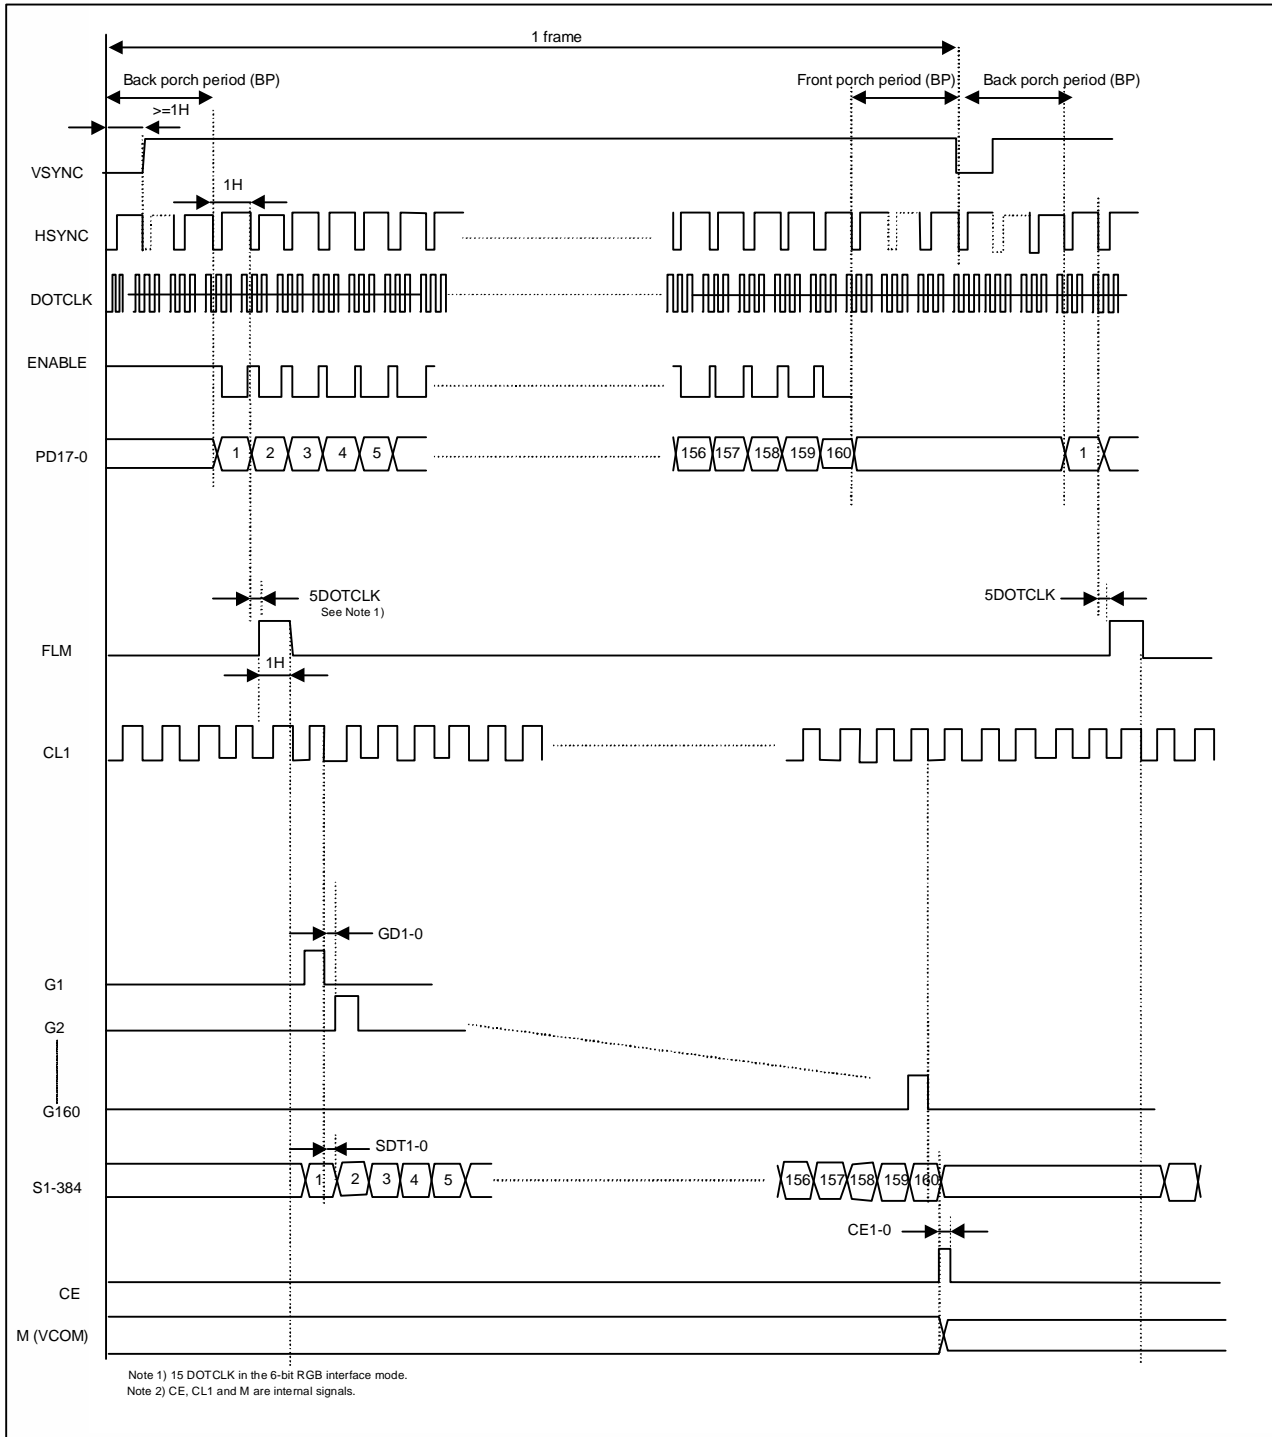 1 frame
Back porch period (BP)
Front porch period (BP)
Back porch period (BP)
>=1H
VSYNC
1H
HSYNC
DOTCLK
ENABLE
PD17-0
1 2 3 4 5
156 157 158 159 160
1
5DOTCLK
See Note 1)
5DOTCLK
FLM
1H
CL1
GD1-0
G1
G2
G160
SDT1-0
S1-384
1 2 3 4 5
156 157 158 159 160
CE1-0
CE
M (VCOM)
Note 1) 15 DOTCLK in the 6-bit RGB interface mode.
Note 2) CE, CL1 and M are internal signals.